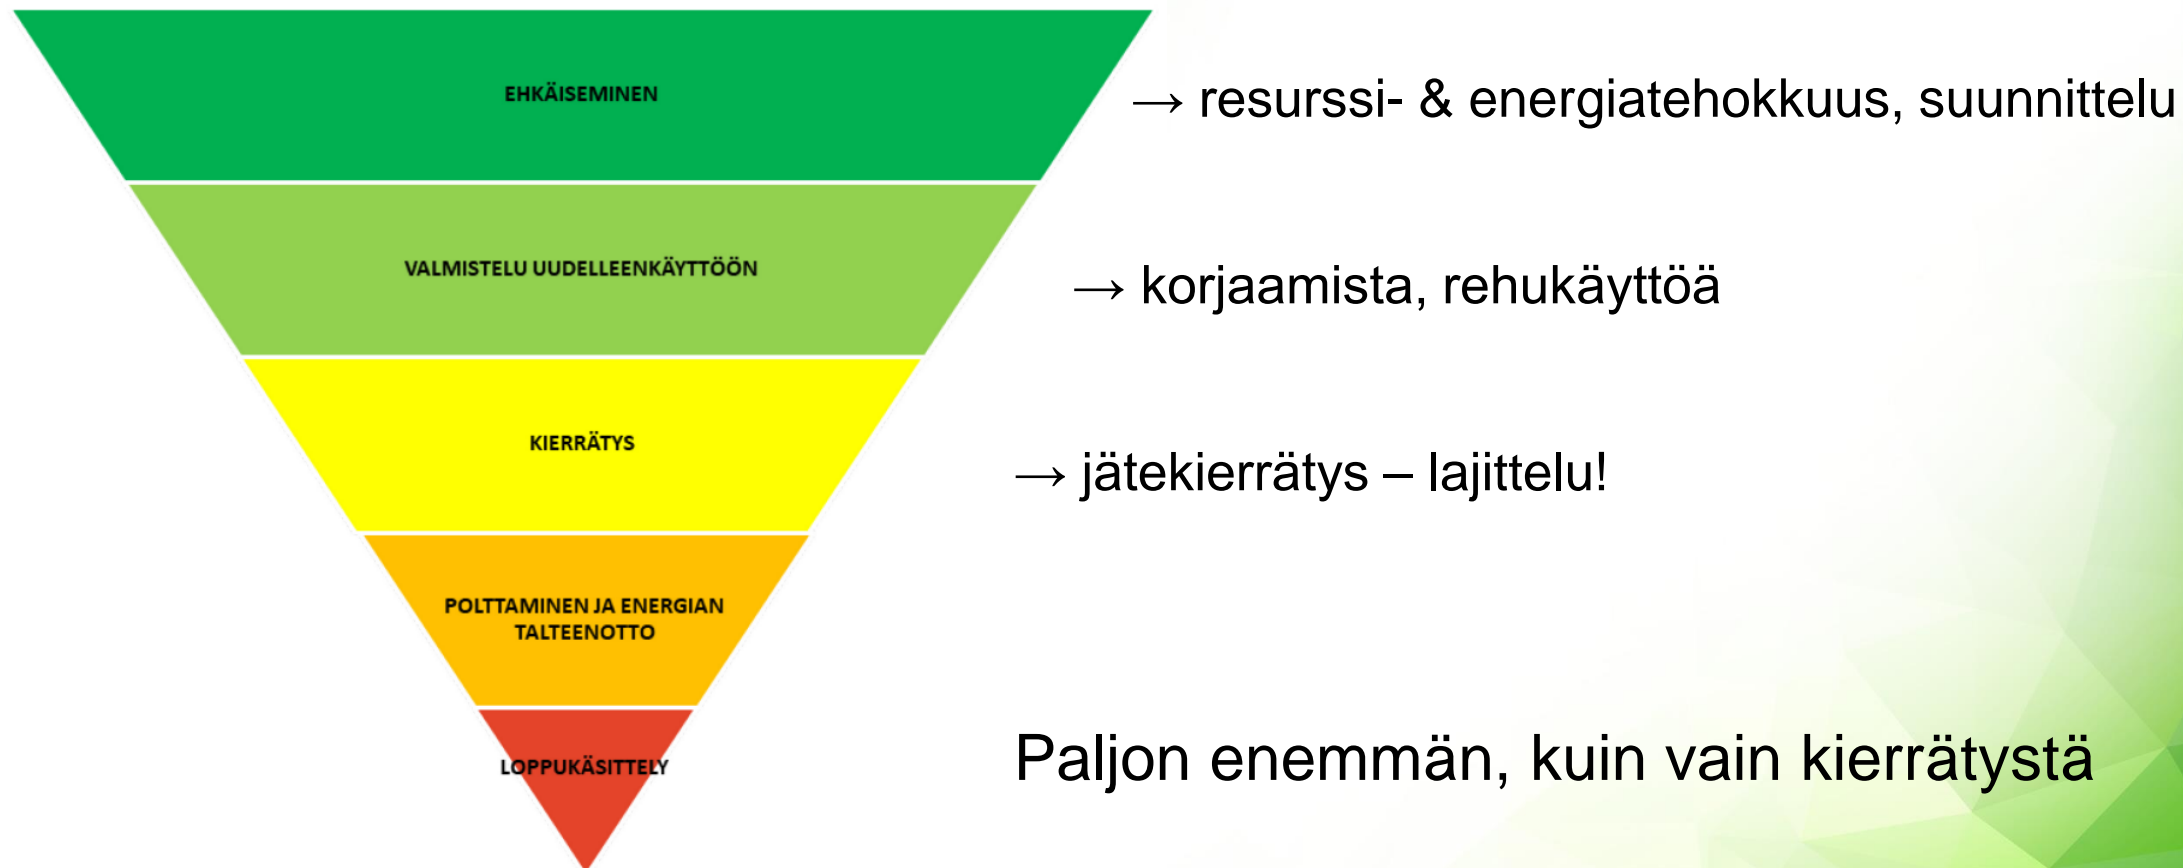 EHKÄISEMINEN
→ resurssi- & energiatehokkuus, suunnittelu
VALMISTELU UUDELLEENKÄYTTÖÖN
→ korjaamista, rehukäyttöä
KIERRÄTYS
→ jätekierrätys – lajittelu!
POLTTAMINEN JA ENERGIAN
TALTEENOTTO
LOPPUKÄSITTELY
Paljon enemmän, kuin vain kierrätystä